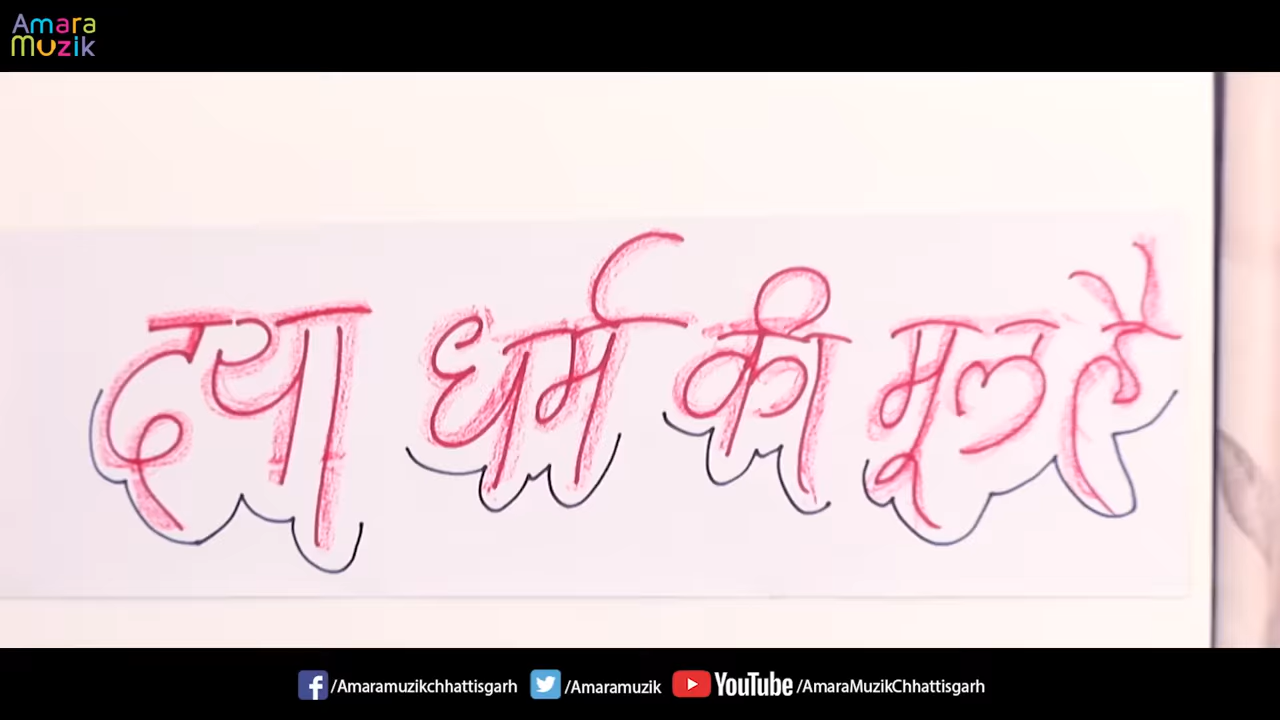 Amara
Muzik
दया धर्म की मूल है
/Amaramuzikchhattisgarh /Amaramuzik YouTube /AmaraMuzikChhattisgarh